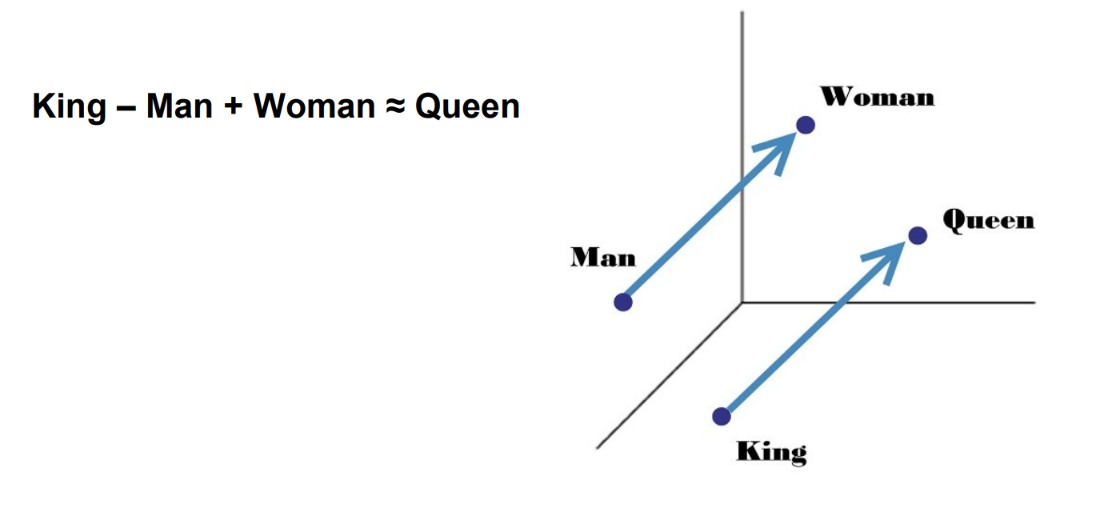 King – Man + Woman ≈ Queen
Woman
Queen
Man
King